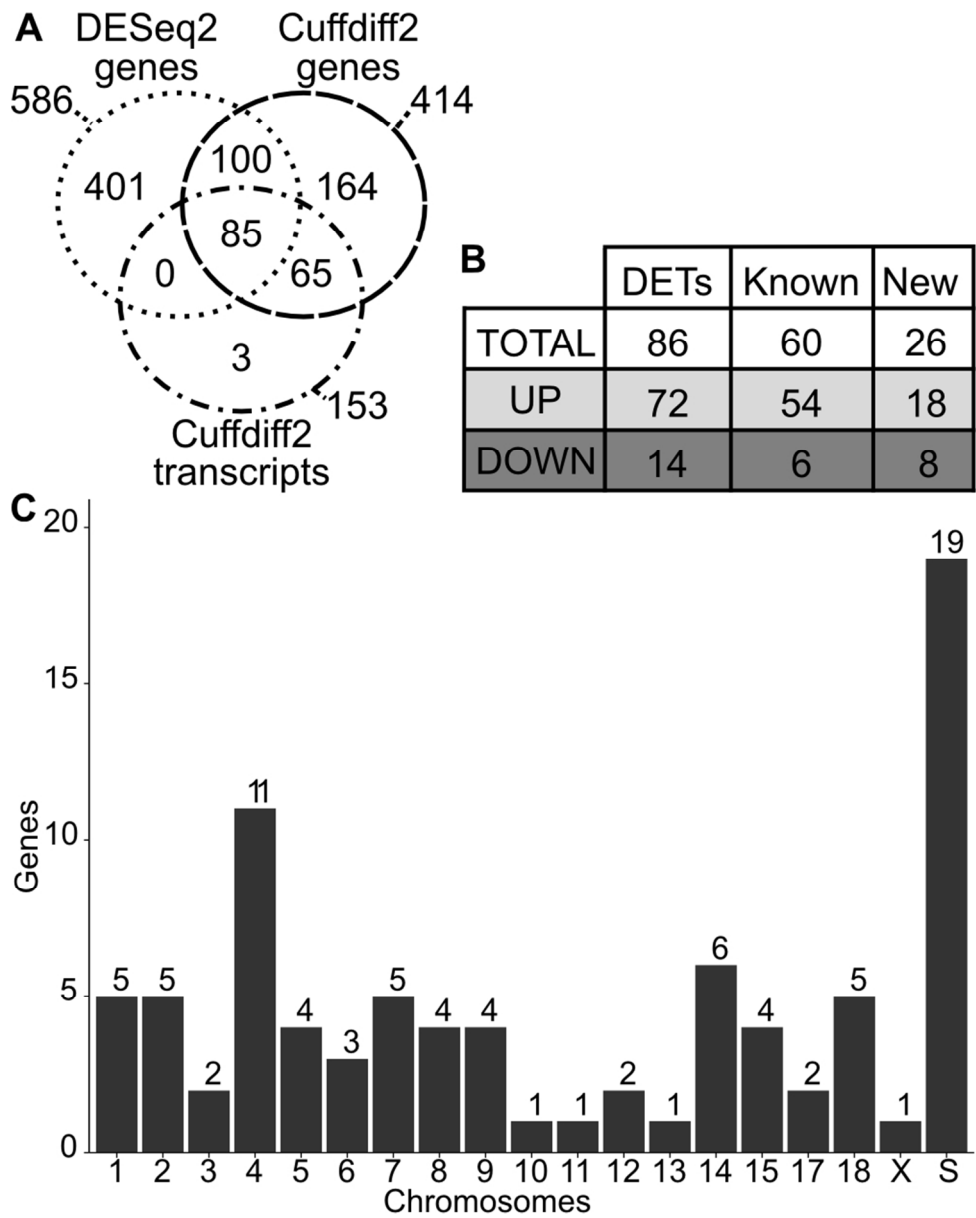 A
DESeq2 genes
Cuffdiff2 genes
586
414
100
401
164
85
0
65
3
153
Cuffdiff2 transcripts
B
DETs Known New
TOTAL 86 60 26
UP 72 54 18
DOWN 14 6 8
C
20
15
10
5
0
Genes
5 5 2 11 4 3 5 4 4 1 1 2 1 6 4 2 5 1 19
1 2 3 4 5 6 7 8 9 10 11 12 13 14 15 17 18 X S
Chromosomes